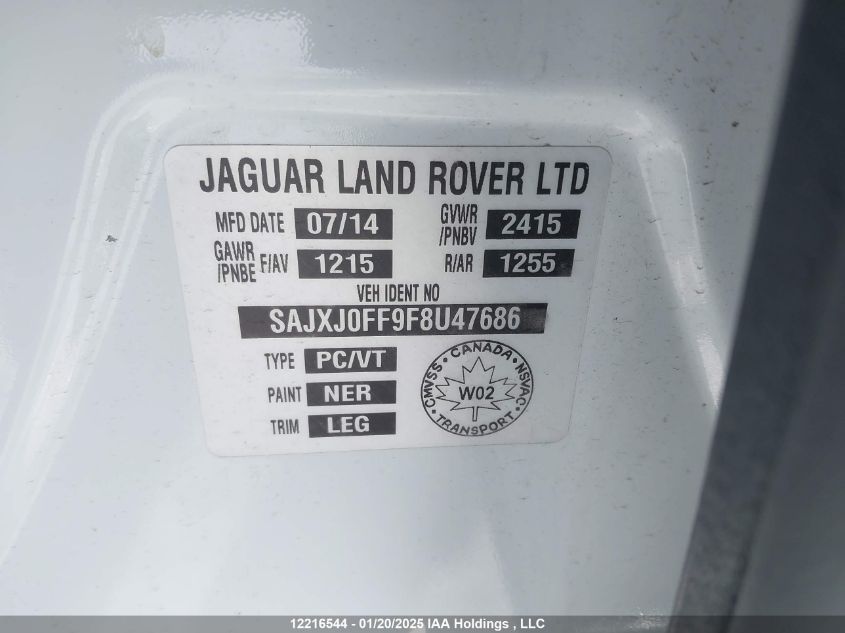 JAGUAR LAND ROVER LTD
MFD DATE 07/14 GVWR /PNBV 2415
GAWR /PNBE F/AV 1215 R/AR 1255
VEH IDENT NO
SAJXJ0FF9F8U47686
TYPE PC/VT
PAINT NER
TRIM LEG
CANADA
CMVSS NSVAC
W02
TRANSPORT
12216544 - 01/20/2025 IAA Holdings , LLC